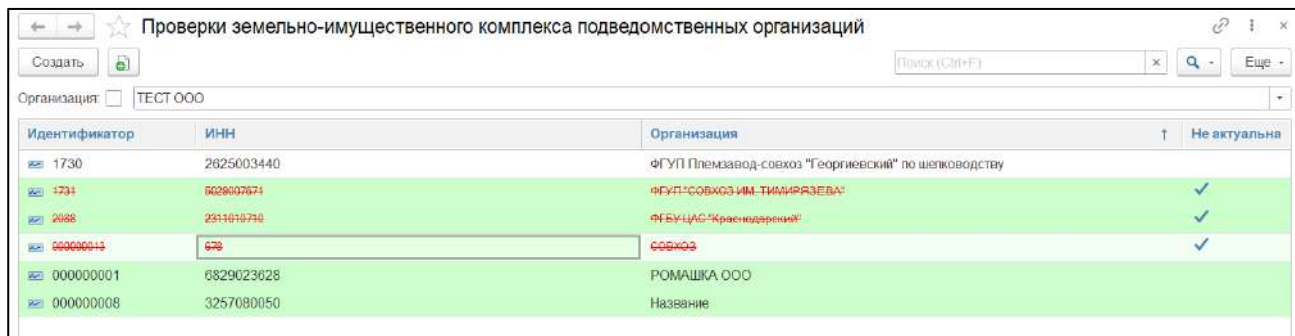 Проверки земельно-имущественного комплекса подведомственных организаций
Создать Поиск (Ctrl+F) Еще
Организация: ТЕСТ ООО
Идентификатор ИНН Организация Не актуальна
1730 2625003440 ФГУП Племзавод-совхоз "Георгиевский" по шелководству
1731 5028007671 ФГУП "СОВХОЗ ИМ. ТИМИРЯЗЕВА"
2088 2311010710 ФГБУ ЦАС "Краснодарский"
000000013 678 СОВХОЗ
000000001 6829023628 РОМАШКА ООО
000000008 3257080050 Название